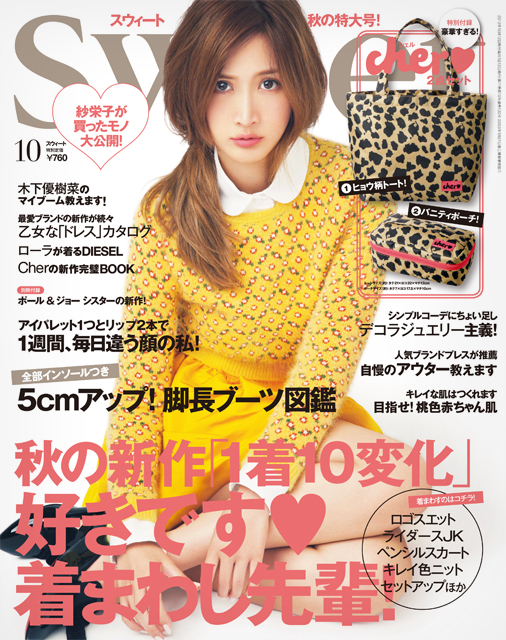 スウィート
秋の特大号!
Sweet
特別付録
豪華すぎる!
シェル
cher♥
2点セット
紗栄子が
買ったモノ
大公開!
10
スウィート
特別定価
¥760
cher♥
①ヒョウ柄トート!
②バニティポーチ!
cher♥
木下優樹菜の
マイブーム教えます!
最愛ブランドの新作が続々
乙女な「ドレス」カタログ
ローラが着るDIESEL
Cherの新作完璧BOOK
別冊付録
ポール & ジョー シスターの新作!
アイパレット1つとリップ2本で
1週間、毎日違う顔の私!
シンプルコーデにちょい足し
デコラジュエリー主義!
人気ブランドプレスが推薦
自慢のアウター教えます
キレイな肌はつくれます
目指せ! 桃色赤ちゃん肌
全部インソールつき
5cmアップ! 脚長ブーツ図鑑
秋の新作「1着10変化」
好きです♥
着まわし先輩!
着まわすのはコチラ!
ロゴスエット
ライダースJK
ペンシルスカート
キレイ色ニット
セットアップほか